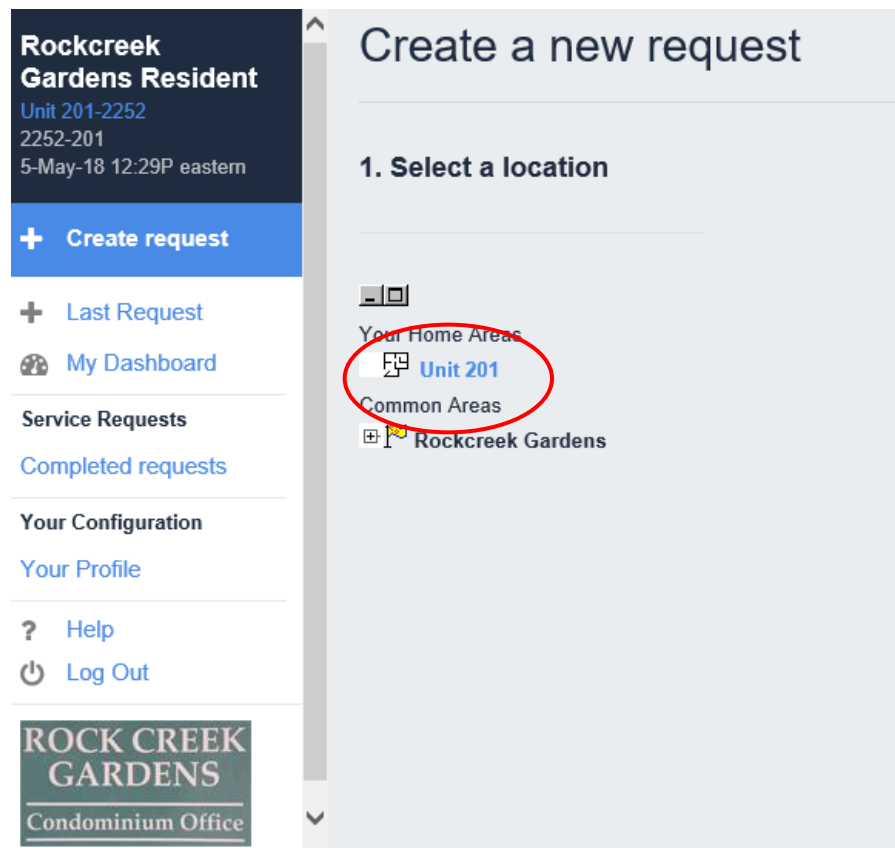 Rockcreek
Gardens Resident
Unit 201-2252
2252-201
5-May-18 12:29P eastern
Create request
Last Request
My Dashboard
Service Requests
Completed requests
Your Configuration
Your Profile
? Help
Log Out
ROCK CREEK
GARDENS
Condominium Office
Create a new request
1. Select a location
Your Home Areas
Unit 201
Common Areas
Rockcreek Gardens